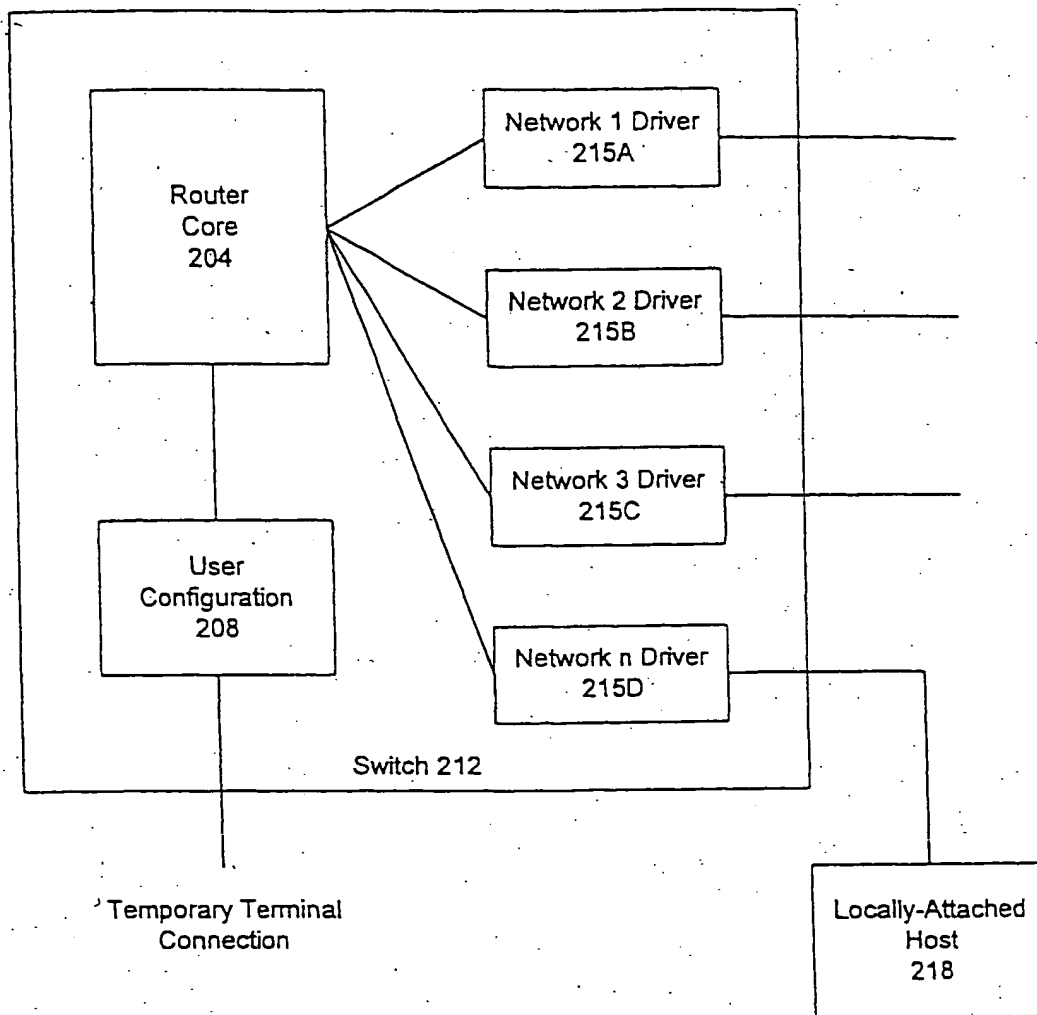 Network 1 Driver
215A
Router
Core
204
Network 2 Driver
215B
Network 3 Driver
215C
User
Configuration
208
Network n Driver
215D
Switch 212
Temporary Terminal
Connection
Locally-Attached
Host
218